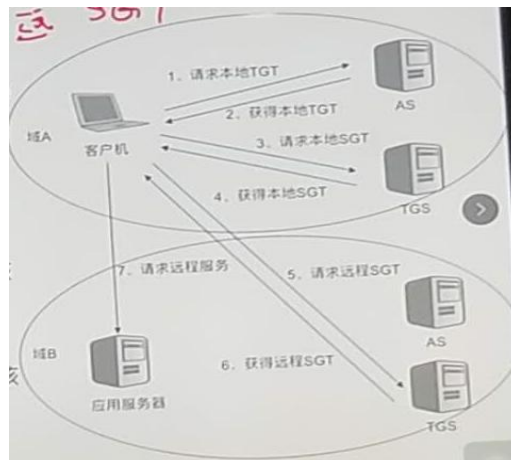 远 SGT
1、请求本地TGT
2、获得本地TGT
AS
域A
客户机
3、请求本地SGT
4、获得本地SGT
TGS
7、请求远程服务
5、请求远程SGT
域B
AS
6、获得远程SGT
应用服务器
TGS